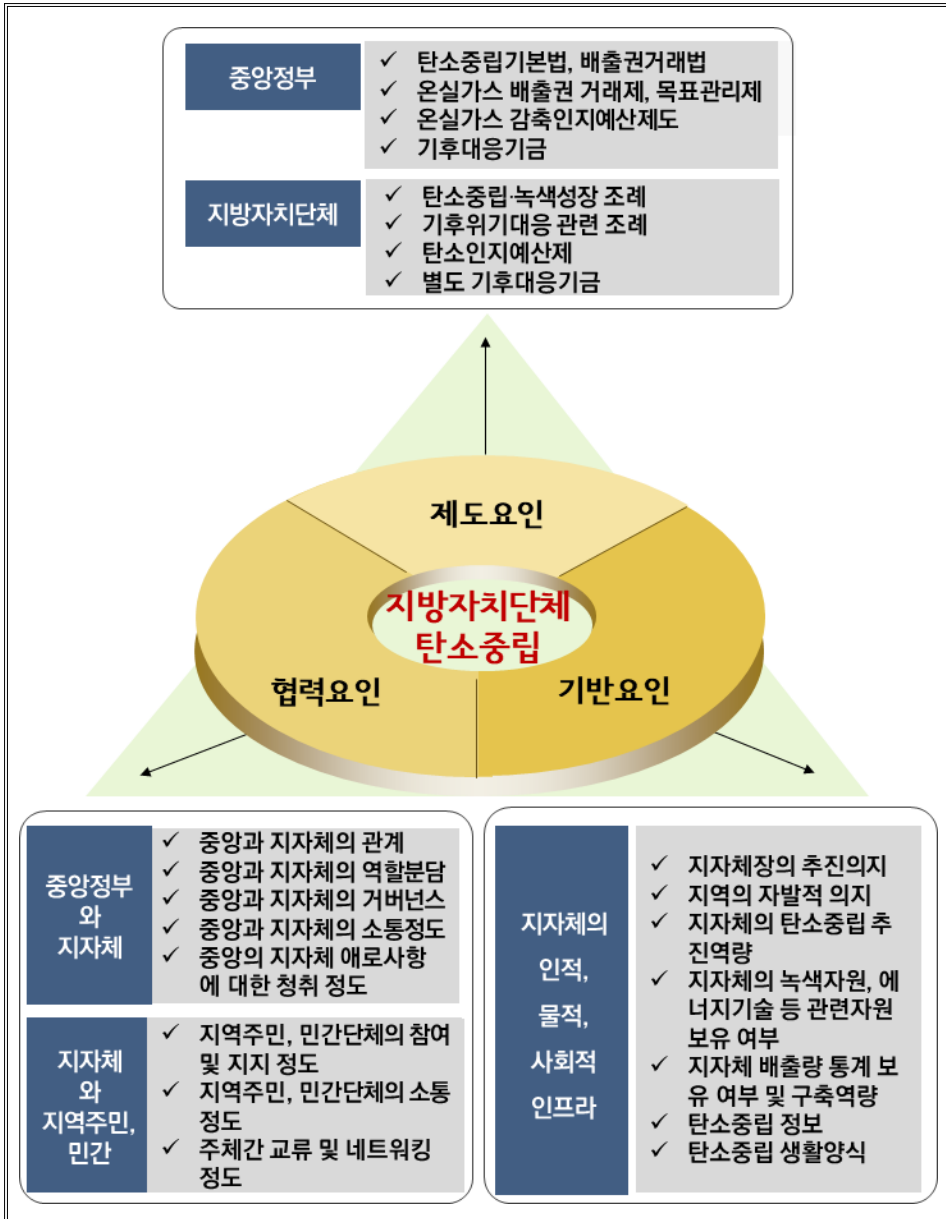 중앙정부
✓ 탄소중립기본법, 배출권거래법
✓ 온실가스 배출권 거래제, 목표관리제
✓ 온실가스 감축인지예산제도
✓ 기후대응기금
지방자치단체
✓ 탄소중립·녹색성장 조례
✓ 기후위기대응 관련 조례
✓ 탄소인지예산제
✓ 별도 기후대응기금
제도요인
지방자치단체
탄소중립
협력요인
기반요인
중앙정부
와
지자체
✓ 중앙과 지자체의 관계
✓ 중앙과 지자체의 역할분담
✓ 중앙과 지자체의 거버넌스
✓ 중앙과 지자체의 소통정도
✓ 중앙의 지자체 애로사항
에 대한 청취 정도
지자체
와
지역주민,
민간
✓ 지역주민, 민간단체의 참여
및 지지 정도
✓ 지역주민, 민간단체의 소통
정도
✓ 주체간 교류 및 네트워킹
정도
지자체의
인적,
물적,
사회적
인프라
✓ 지자체장의 추진의지
✓ 지역의 자발적 의지
✓ 지자체의 탄소중립 추
진역량
✓ 지자체의 녹색자원, 에
너지기술 등 관련자원
보유 여부
✓ 지자체 배출량 통계 보
유 여부 및 구축역량
✓ 탄소중립 정보
✓ 탄소중립 생활양식